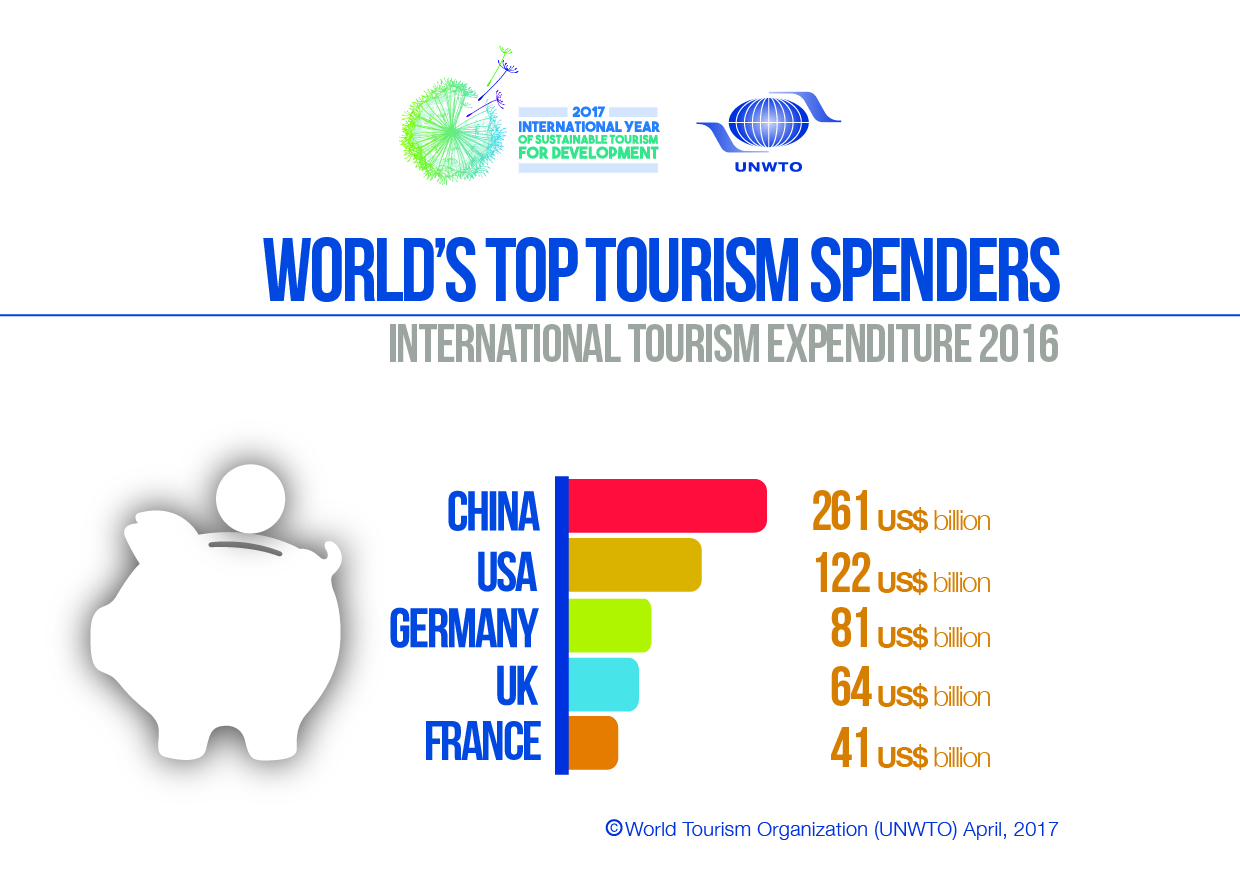 2017
INTERNATIONAL YEAR
OF SUSTAINABLE TOURISM
FOR DEVELOPMENT
UNWTO
WORLD'S TOP TOURISM SPENDERS
INTERNATIONAL TOURISM EXPENDITURE 2016
CHINA 261 US$ billion
USA 122 US$ billion
GERMANY 81 US$ billion
UK 64 US$ billion
FRANCE 41 US$ billion
©World Tourism Organization (UNWTO) April, 2017